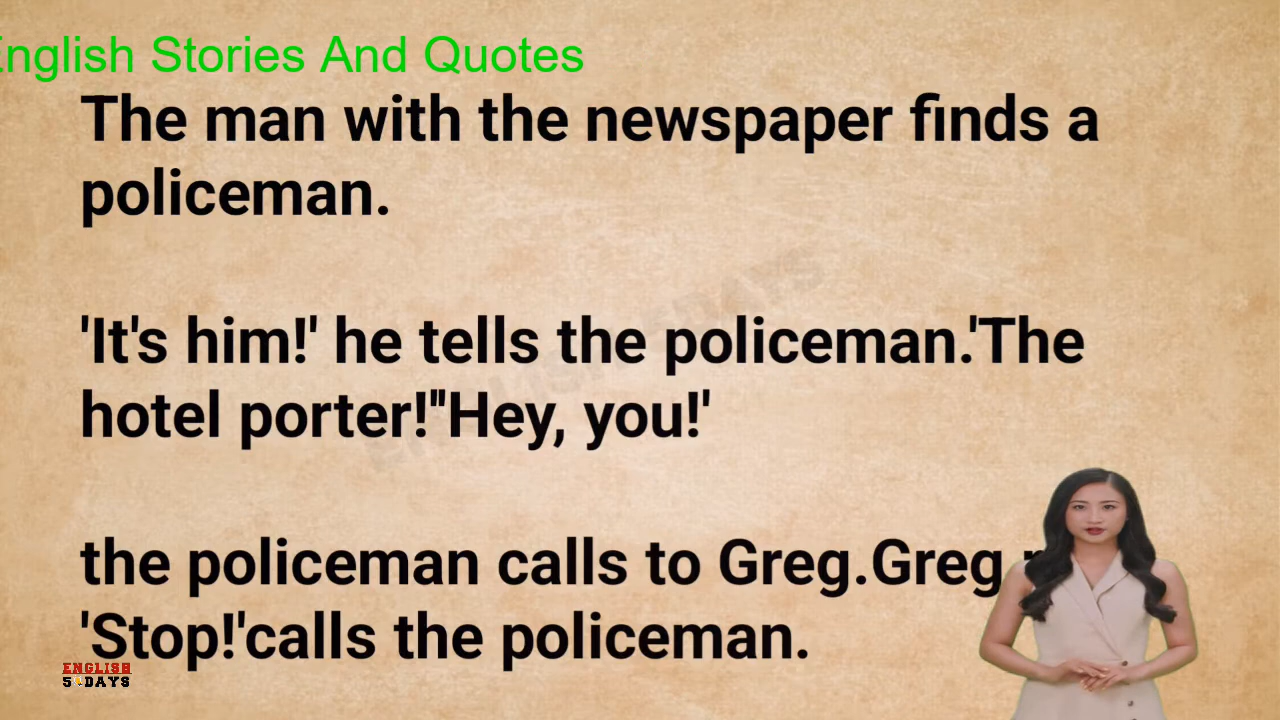 English Stories And Quotes
The man with the newspaper finds a
policeman.
'It's him!' he tells the policeman.'The
hotel porter!''Hey, you!'
the policeman calls to Greg.Greg
'Stop!'calls the policeman.
ENGLISH
DAYS